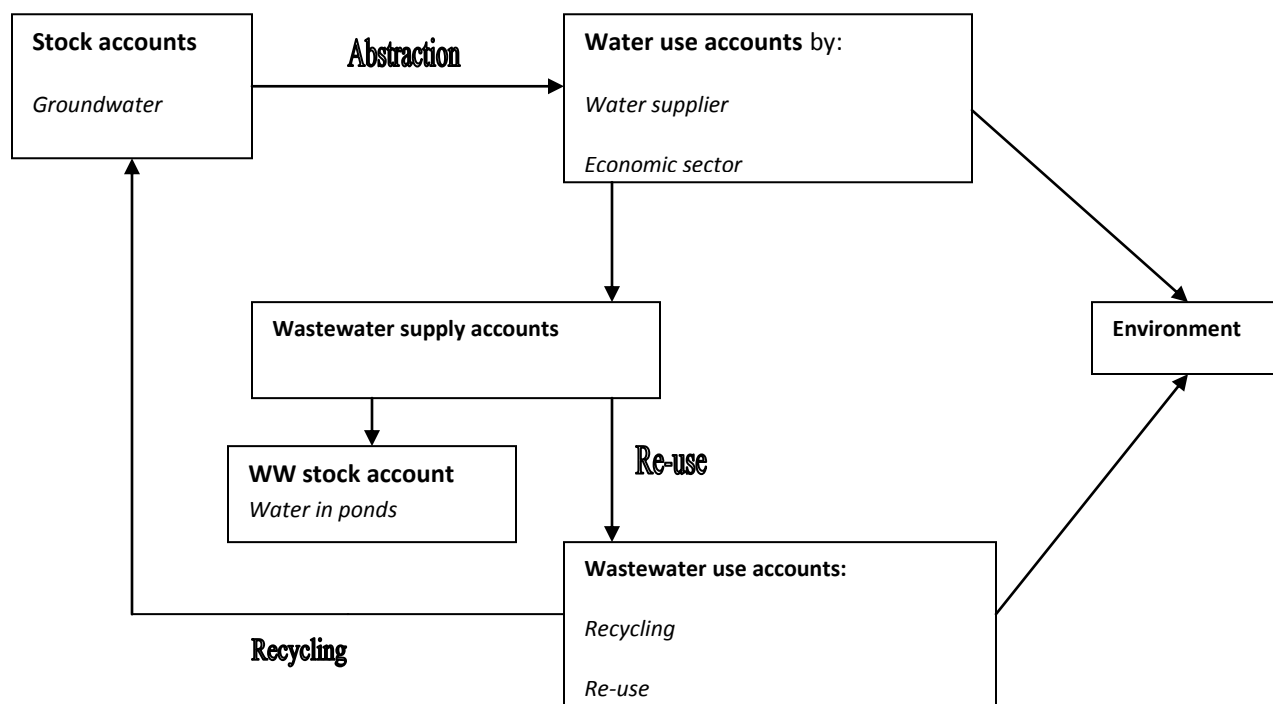 Stock accounts
Groundwater
Abstraction
Water use accounts by:
Water supplier
Economic sector
Wastewater supply accounts
Environment
WW stock account
Water in ponds
Re-use
Wastewater use accounts:
Recycling
Re-use
Recycling